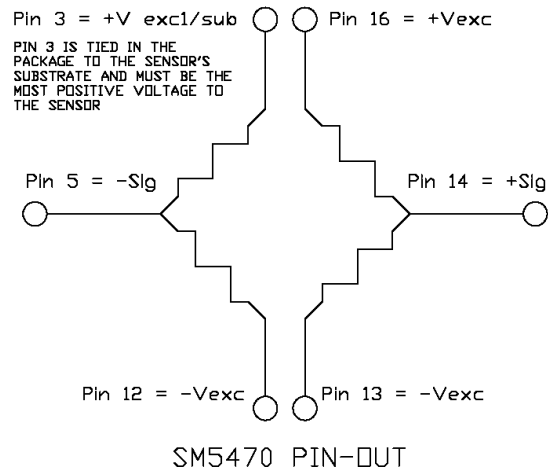 Pin 3 = +V exc1/sub
Pin 16 = +Vexc
PIN 3 IS TIED IN THE
PACKAGE TO THE SENSOR'S
SUBSTRATE AND MUST BE THE
MOST POSITIVE VOLTAGE TO
THE SENSOR
Pin 5 = -Sig
Pin 14 = +Sig
Pin 12 = -Vexc
Pin 13 = -Vexc
SM5470 PIN-OUT